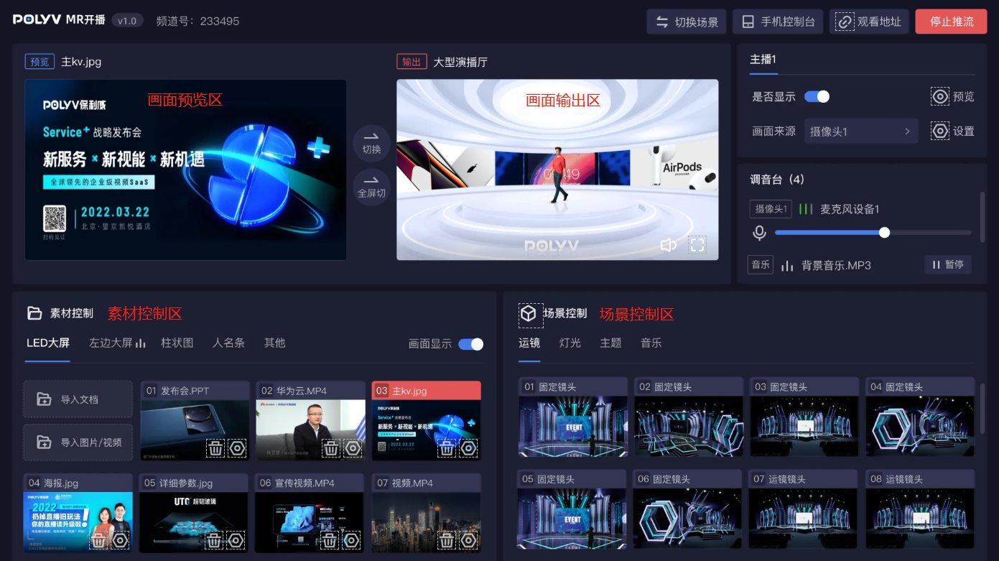 POLYV MR开播 v1.0 频道号：233495
切换场景 手机控制台 观看地址 停止推流
预览 主kv.jpg
画面预览区
POLYV保利威
Service+ 战略发布会
新服务 × 新视能 × 新机遇
全球领先的企业级视频SaaS
2022.03.22
北京·望京凯悦酒店
扫码见证
切换
全屏切
输出 大型演播厅
画面输出区
AirPods
POLYV
主播1
是否显示 预览
画面来源 摄像头1 设置
调音台（4）
摄像头1 麦克风设备1
音乐 背景音乐.MP3 暂停
素材控制 素材控制区
LED大屏 左边大屏 柱状图 人名条 其他 画面显示
导入文档
导入图片/视频
01 发布会.PPT
02 华为云.MP4
03 主kv.jpg
POLYV保利威
Service+ 战略发布会
新服务 × 新视能 × 新机遇
2022.03.22
04 海报.jpg
2022
扔掉直播旧玩法
你的直播该升级啦!
05 详细参数.jpg
UTG 超韧玻璃
06 宣传视频.MP4
120Hz
Dolby
07 视频.MP4
场景控制 场景控制区
运镜 灯光 主题 音乐
01 固定镜头
EVENT
02 固定镜头
03 固定镜头
04 固定镜头
05 固定镜头
EVENT
06 固定镜头
07 运镜镜头
08 运镜镜头